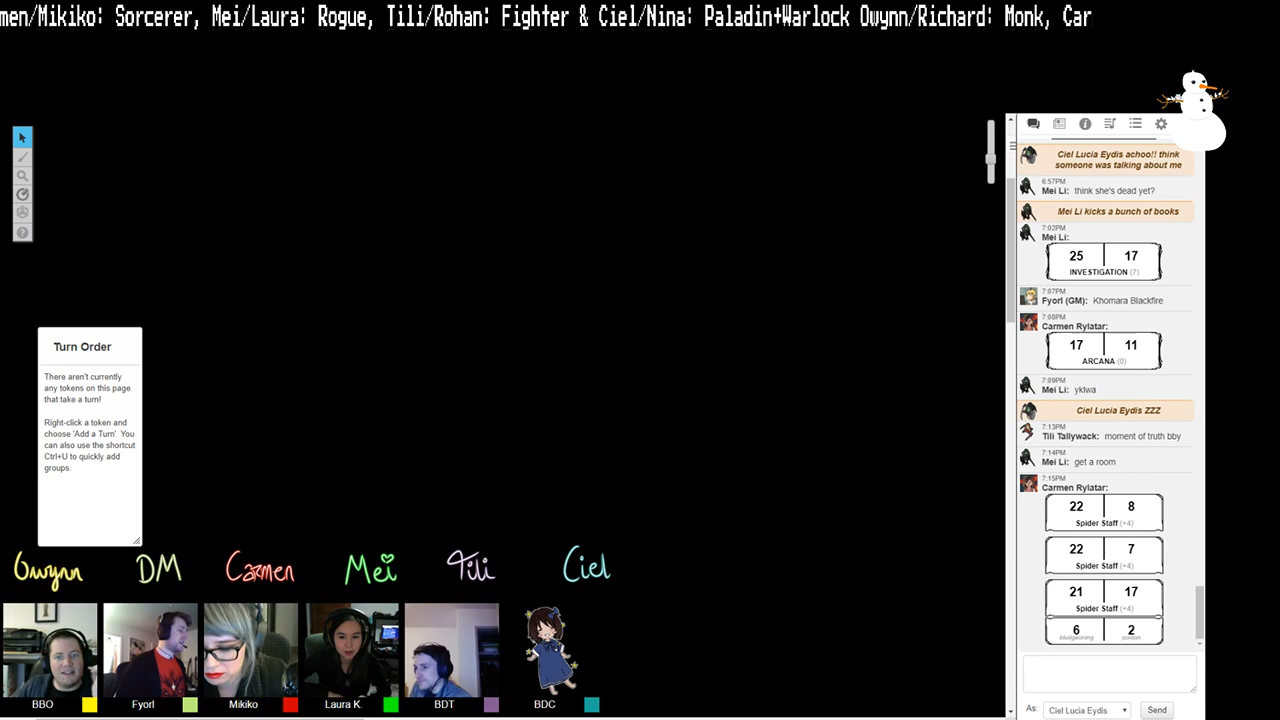 men/Mikiko: Sorcerer, Mei/Laura: Rogue, Tili/Rohan: Fighter & Ciel/Nina: Paladin+Warlock Owynn/Richard: Monk, Car
Ciel Lucia Eydis achoo!! think
someone was talking about me
6:57PM
Mei Li: think she's dead yet?
Mei Li kicks a bunch of books
7:02PM
Mei Li:
25 17
INVESTIGATION (7)
7:07PM
Fyorl (GM): Khomara Blackfire
7:08PM
Carmen Rylatar:
17 11
ARCANA (0)
7:09PM
Mei Li: yklwa
Ciel Lucia Eydis ZZZ
7:13PM
Tili Tallywack: moment of truth bby
7:14PM
Mei Li: get a room
7:15PM
Carmen Rylatar:
22 8
Spider Staff (+4)
22 7
Spider Staff (+4)
21 17
Spider Staff (+4)
6 2
bludgeoning poison
As: Ciel Lucia Eydis Send
Turn Order
There aren't currently
any tokens on this page
that take a turn!
Right-click a token and
choose 'Add a Turn'. You
can also use the shortcut
Ctrl+U to quickly add
groups.
Owynn DM Carmen Mei Tili Ciel
BBO Fyorl Mikiko Laura K. BDT BDC